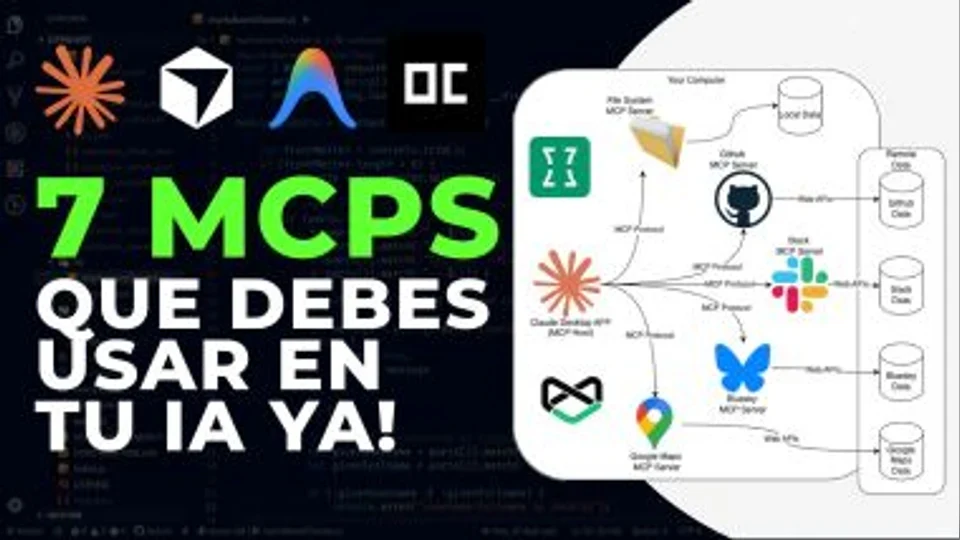 OC
7 MCPS
QUE DEBES
USAR EN
TU IA YA!
Your Computer
File System
MCP Server
Local Data
Github
MCP Server
Remote
Data
Github
Data
Web APIs
MCP Protocol
Slack
MCP Server
MCP Protocol
MCP Protocol
Web APIs
Slack
Data
MCP Protocol
Claude Desktop APP
(MCP Host)
MCP Protocol
Web APIs
Bluesky
MCP Server
Bluesky
Data
Web APIs
Google Maps
MCP Server
Google
Maps
Data